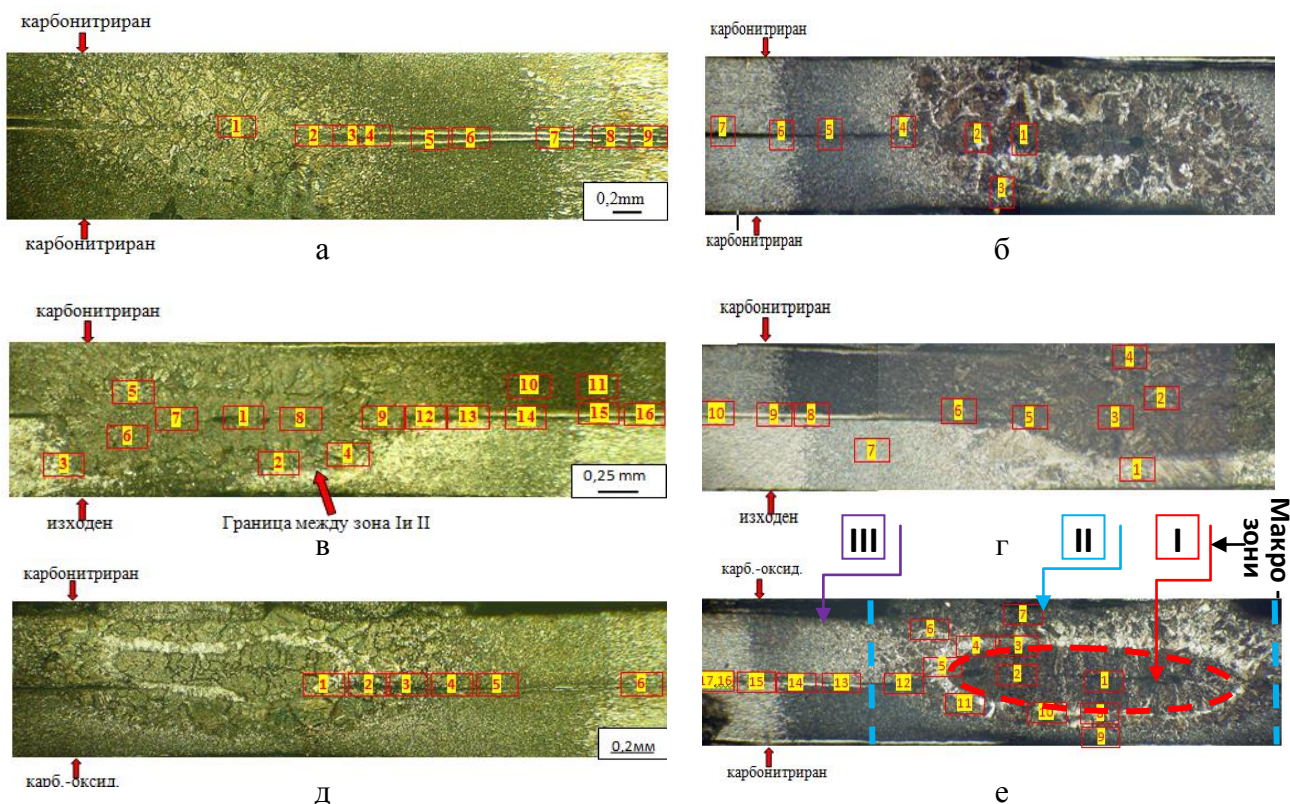 карбонитриран
1 2 3 4 5 6 7 8 9
0,2mm
карбонитриран
а
карбонитриран
7 6 5 4 2 1
3
карбонитриран
б
карбонитриран
5 10 11
7 1 8 9 12 13 14 15 16
6
3 2 4
0,25 mm
изходен
Граница между зона Iи II
в
карбонитриран
4
2
10 9 8 6 5 3
7 1
изходен
г
III
II
I
Макро -
зони
карбонитриран
1 2 3 4 5 6
0.2мм
карб.-оксид.
д
карб.-оксид.
7
6 4 3
5 2 1
17,16 15 14 13 12
11 10 8
9
карбонитриран
е